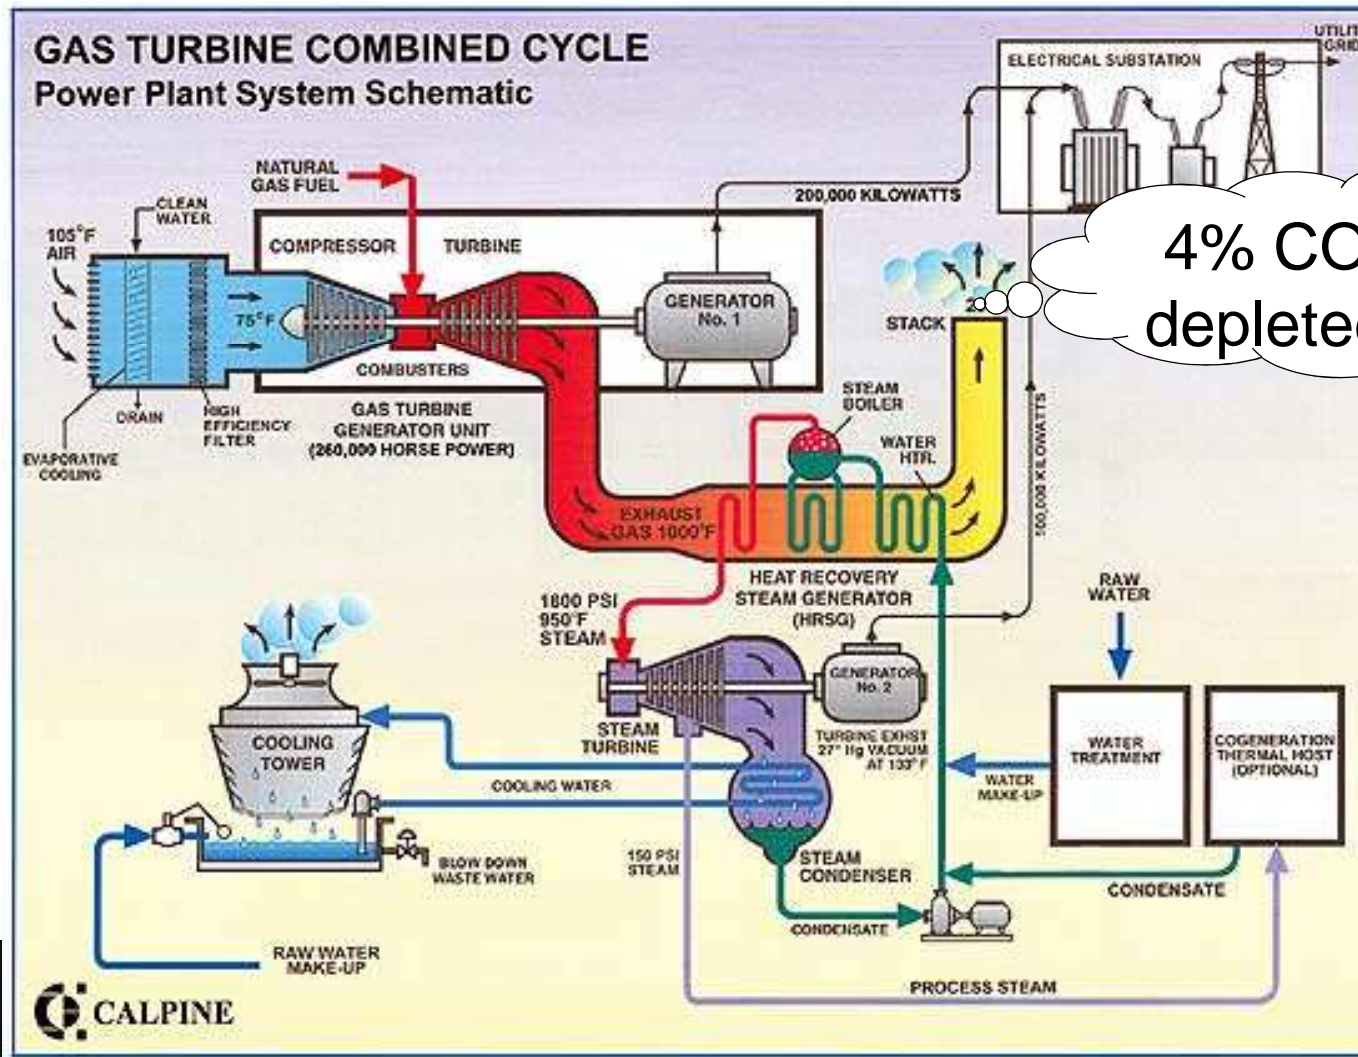 GAS TURBINE COMBINED CYCLE
Power Plant System Schematic
UTILIT
GRID
ELECTRICAL SUBSTATION
NATURAL
GAS FUEL
200,000 KILOWATTS
CLEAN
WATER
105°F
AIR
COMPRESSOR
TURBINE
4% CO
depleted
GENERATOR
No. 1
75°F
STACK
COMBUSTERS
STEAM
BOILER
DRAIN
HIGH
EFFICIENCY
FILTER
GAS TURBINE
GENERATOR UNIT
(260,000 HORSE POWER)
WATER
HTR.
EVAPORATIVE
COOLING
KILOWATTS
EXHAUST
GAS 1000°F
HEAT RECOVERY
STEAM GENERATOR
(HRSG)
RAW
WATER
1800 PSI
950°F
STEAM
GENERATOR
No. 2
STEAM
TURBINE
TURBINE EXHST
27" Hg VACUUM
AT 133°F
COOLING
TOWER
WATER
TREATMENT
COGENERATION
THERMAL HOST
(OPTIONAL)
COOLING WATER
WATER
MAKE-UP
BLOW DOWN
WASTE WATER
150 PSI
STEAM
STEAM
CONDENSER
CONDENSATE
CONDENSATE
RAW WATER
MAKE-UP
PROCESS STEAM
CALPINE